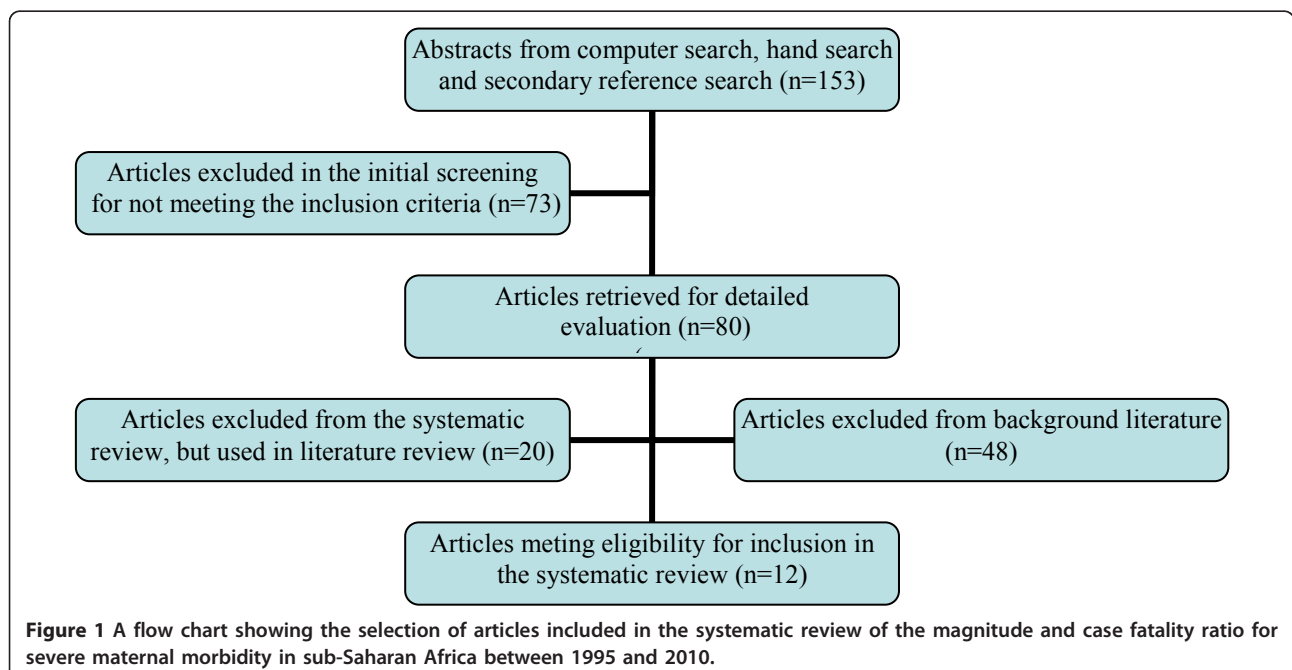 Abstracts from computer search, hand search
and secondary reference search (n=153)
Articles excluded in the initial screening
for not meeting the inclusion criteria (n=73)
Articles retrieved for detailed
evaluation (n=80)
Articles excluded from the systematic
review, but used in literature review (n=20)
Articles excluded from background literature
(n=48)
Articles meting eligibility for inclusion in
the systematic review (n=12)
Figure 1 A flow chart showing the selection of articles included in the systematic review of the magnitude and case fatality ratio for
severe maternal morbidity in sub-Saharan Africa between 1995 and 2010.